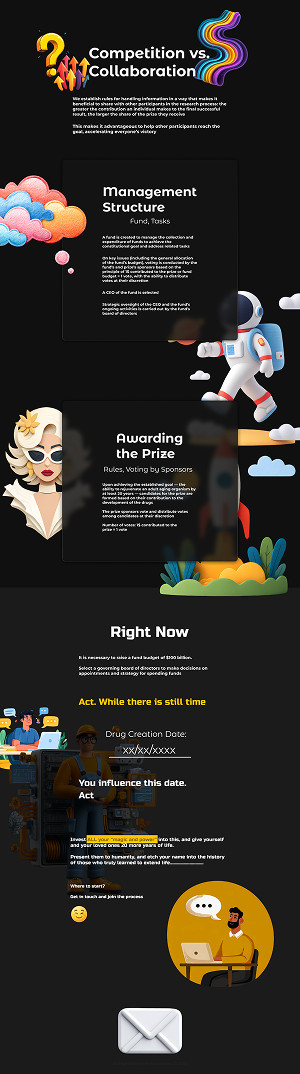 Competition vs.
Collaboration
We establish rules for handling information in a way that makes it
beneficial to share with other participants in the research process: the
greater the contribution an individual makes to the final successful
result, the larger the share of the prize they receive
This makes it advantageous to help other participants reach the
goal, accelerating everyone's victory
Management
Structure
Fund, Tasks
A fund is created to manage the collection and
expenditure of funds to achieve the
constitutional goal and address related tasks
On key issues (including the general allocation
of the fund's budget), voting is conducted by the
fund's and prize's sponsors based on the
principle of 1$ contributed to the prize or fund
budget = 1 vote, with the ability to distribute
votes at their discretion
A CEO of the fund is selected
Strategic oversight of the CEO and the fund's
ongoing activities is carried out by the fund's
board of directors
Awarding
the Prize
Rules, Voting by Sponsors
Upon achieving the established goal — the
ability to rejuvenate an adult aging organism by
at least 20 years — candidates for the prize are
formed based on their contribution to the
development of the drugs
The prize sponsors vote and distribute votes
among candidates at their discretion
Number of votes: 1$ contributed to the
prize = 1 vote
Right Now
It is necessary to raise a fund budget of $100 billion.
Select a governing board of directors to make decisions on
appointments and strategy for spending funds
Act. While there is still time
Drug Creation Date:
xx/xx/xxxx
You influence this date.
Act
Invest ALL your "magic and power" into this, and give yourself
and your loved ones 20 more years of life.
Present them to humanity, and etch your name into the history
of those who truly learned to extend life
Where to start?
Get in touch and join the process